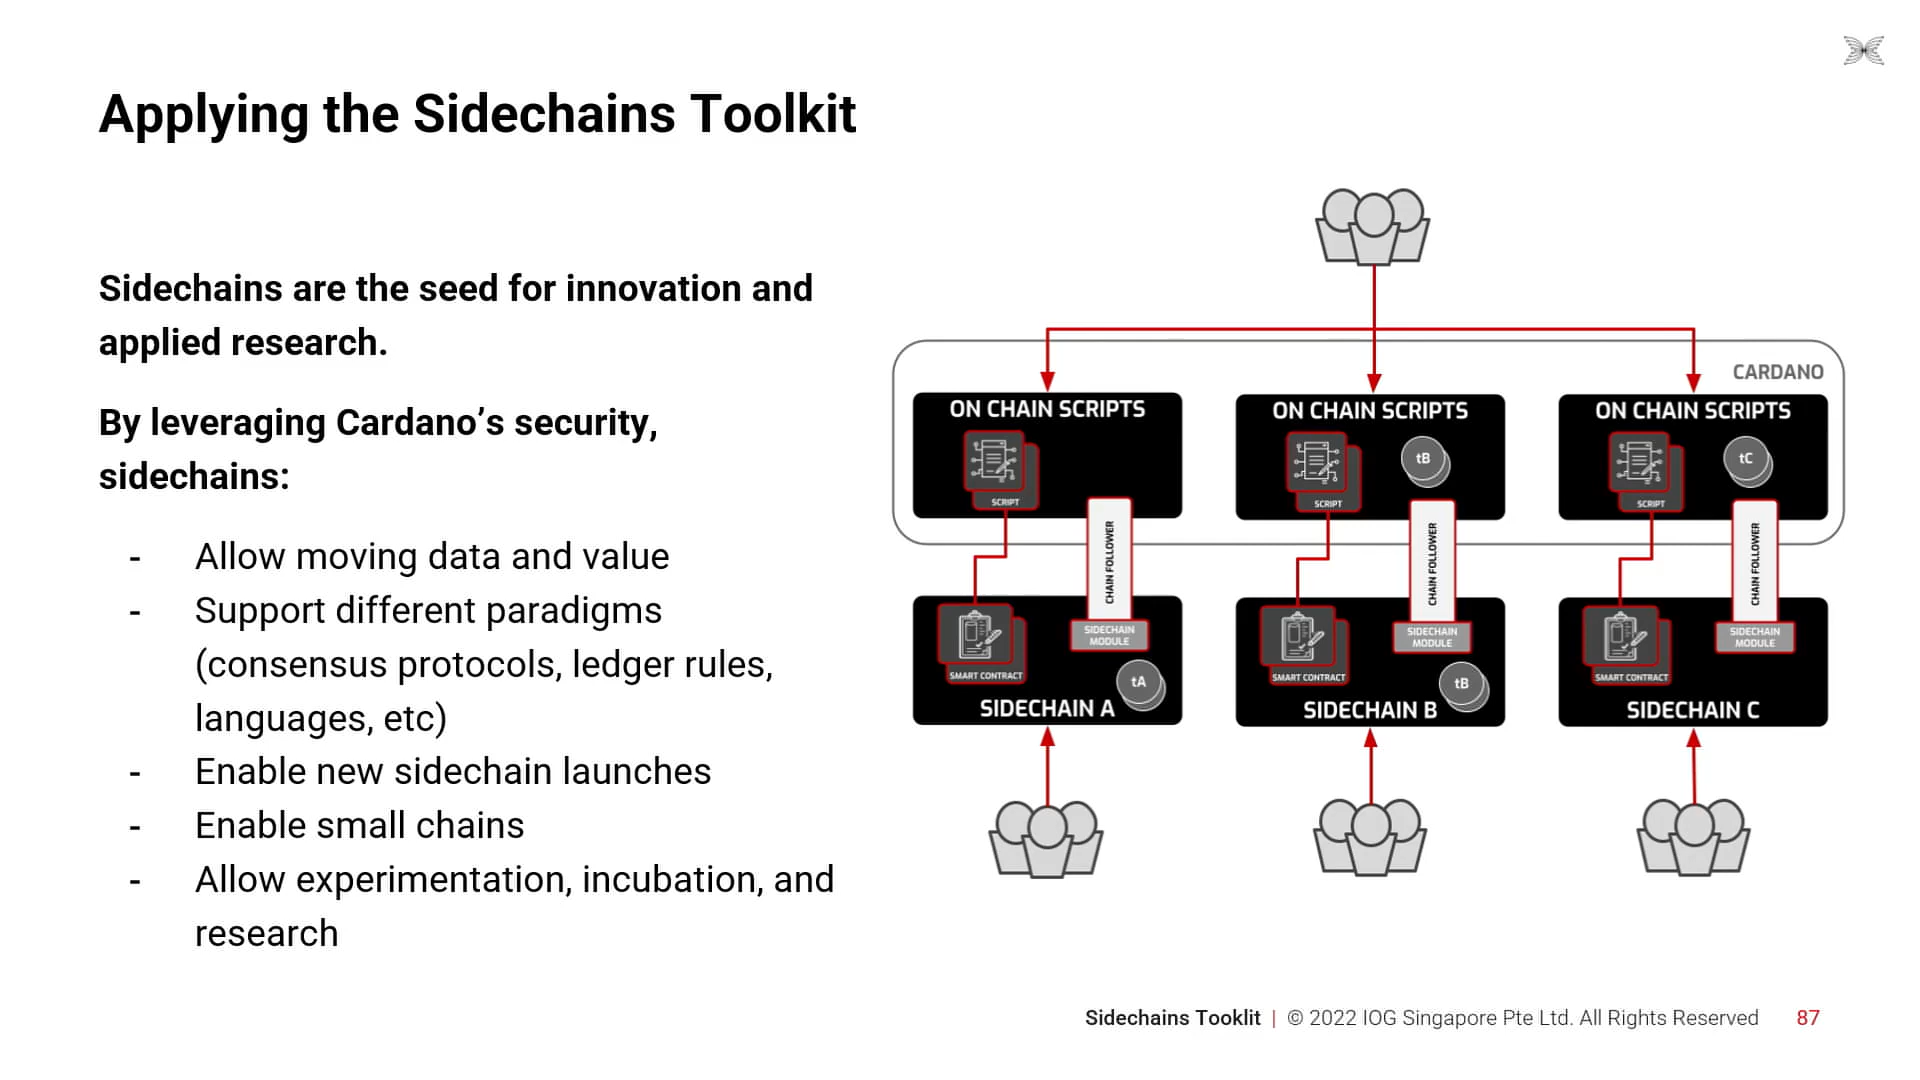 Applying the Sidechains Toolkit
Sidechains are the seed for innovation and
applied research.
By leveraging Cardano’s security,
sidechains:
- Allow moving data and value
- Support different paradigms
(consensus protocols, ledger rules,
languages, etc)
- Enable new sidechain launches
- Enable small chains
- Allow experimentation, incubation, and
research
CARDANO
ON CHAIN SCRIPTS
SCRIPT
CHAIN FOLLOWER
SMART CONTRACT
SIDECHAIN
MODULE
tA
SIDECHAIN A
ON CHAIN SCRIPTS
SCRIPT
tB
CHAIN FOLLOWER
SMART CONTRACT
SIDECHAIN
MODULE
tB
SIDECHAIN B
ON CHAIN SCRIPTS
SCRIPT
tC
CHAIN FOLLOWER
SMART CONTRACT
SIDECHAIN
MODULE
SIDECHAIN C
Sidechains Tooklit | © 2022 IOG Singapore Pte Ltd. All Rights Reserved 87